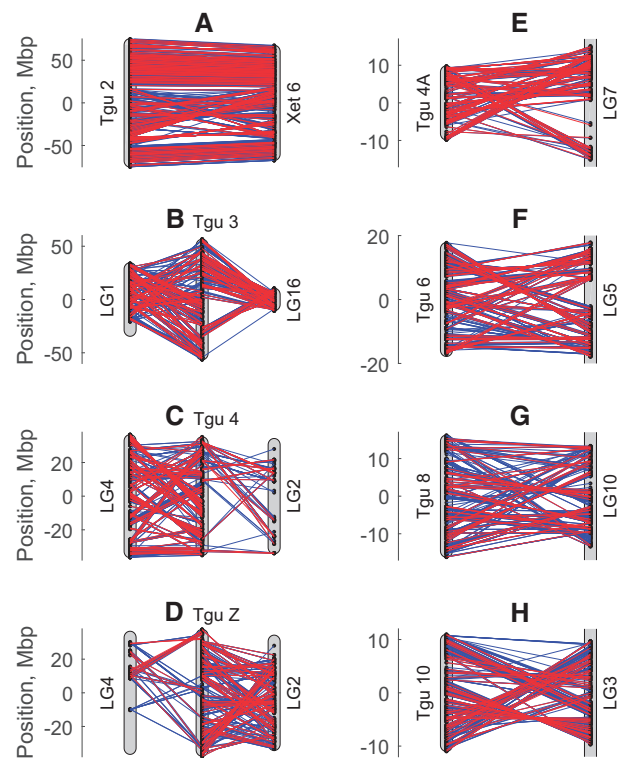 A
Position, Mbp
50
0
-50
Tgu 2
Xet 6
E
10
0
-10
Tgu 4A
LG7
B
Tgu 3
Position, Mbp
50
0
-50
LG1
LG16
F
20
0
-20
Tgu 6
LG5
C
Tgu 4
Position, Mbp
20
0
-20
LG4
LG2
G
10
0
-10
Tgu 8
LG10
D
Tgu Z
Position, Mbp
20
0
-20
LG4
LG2
H
10
0
-10
Tgu 10
LG3